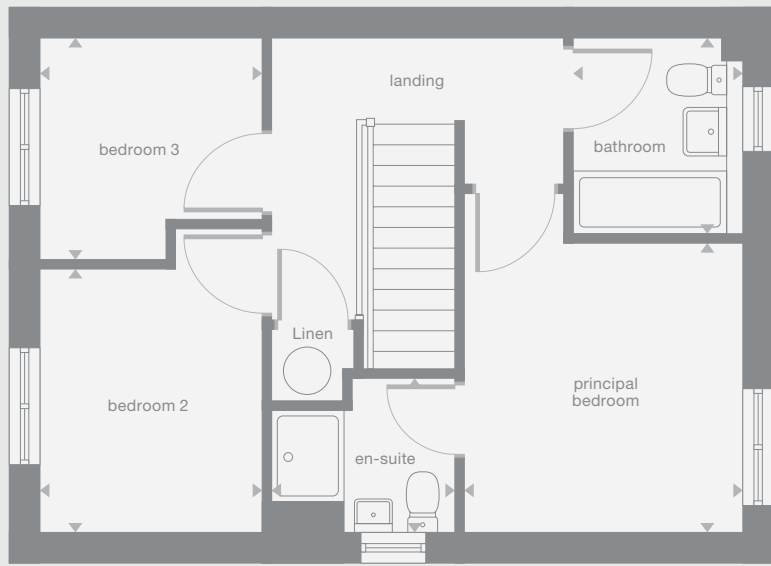 landing
bedroom 3
bathroom
Linen
principal
bedroom
bedroom 2
en-suite